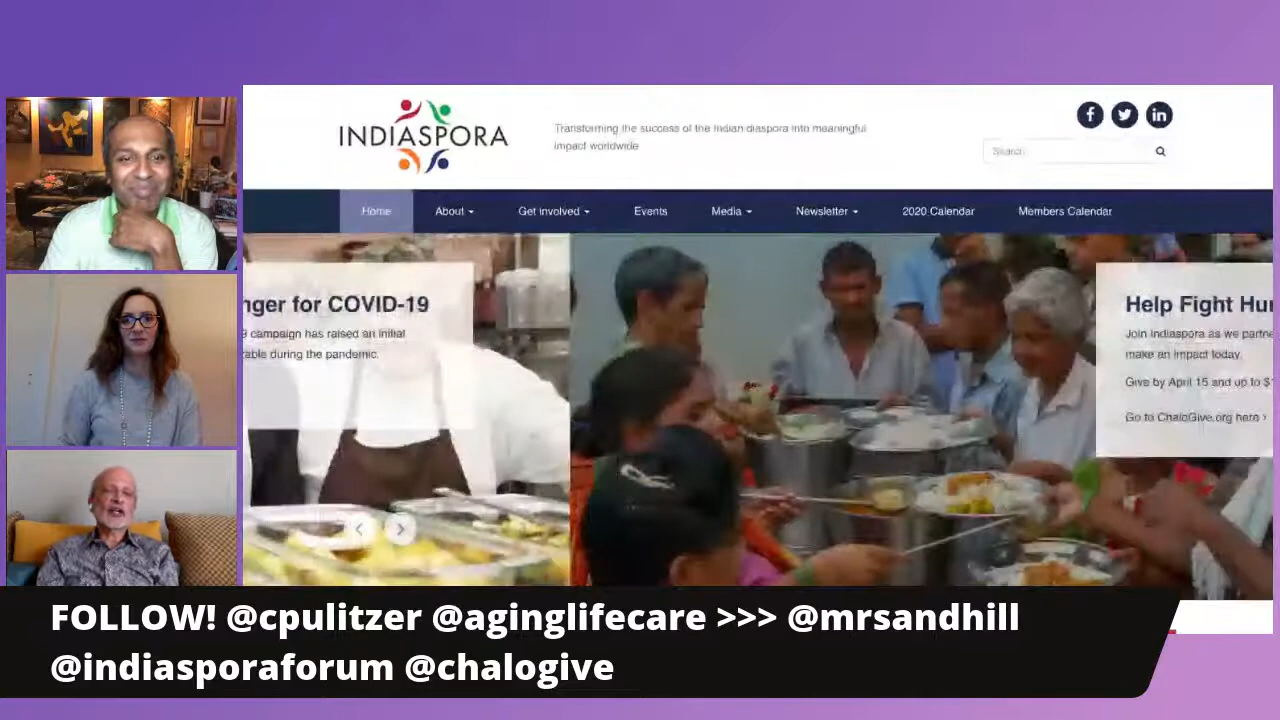 INDIASPORA
Transforming the success of the Indian diaspora into meaningful
impact worldwide
Search
Home About Get involved Events Media Newsletter 2020 Calendar Members Calendar
nger for COVID-19
9 campaign has raised an initial
rable during the pandemic.
Help Fight Hu
Join Indiaspora as we partne
make an impact today.
Give by April 15 and up to $
Go to ChaloGive.org here ›
FOLLOW! @cpulitzer @aginglifecare >>> @mrsandhill
@indiasporaforum @chalogive